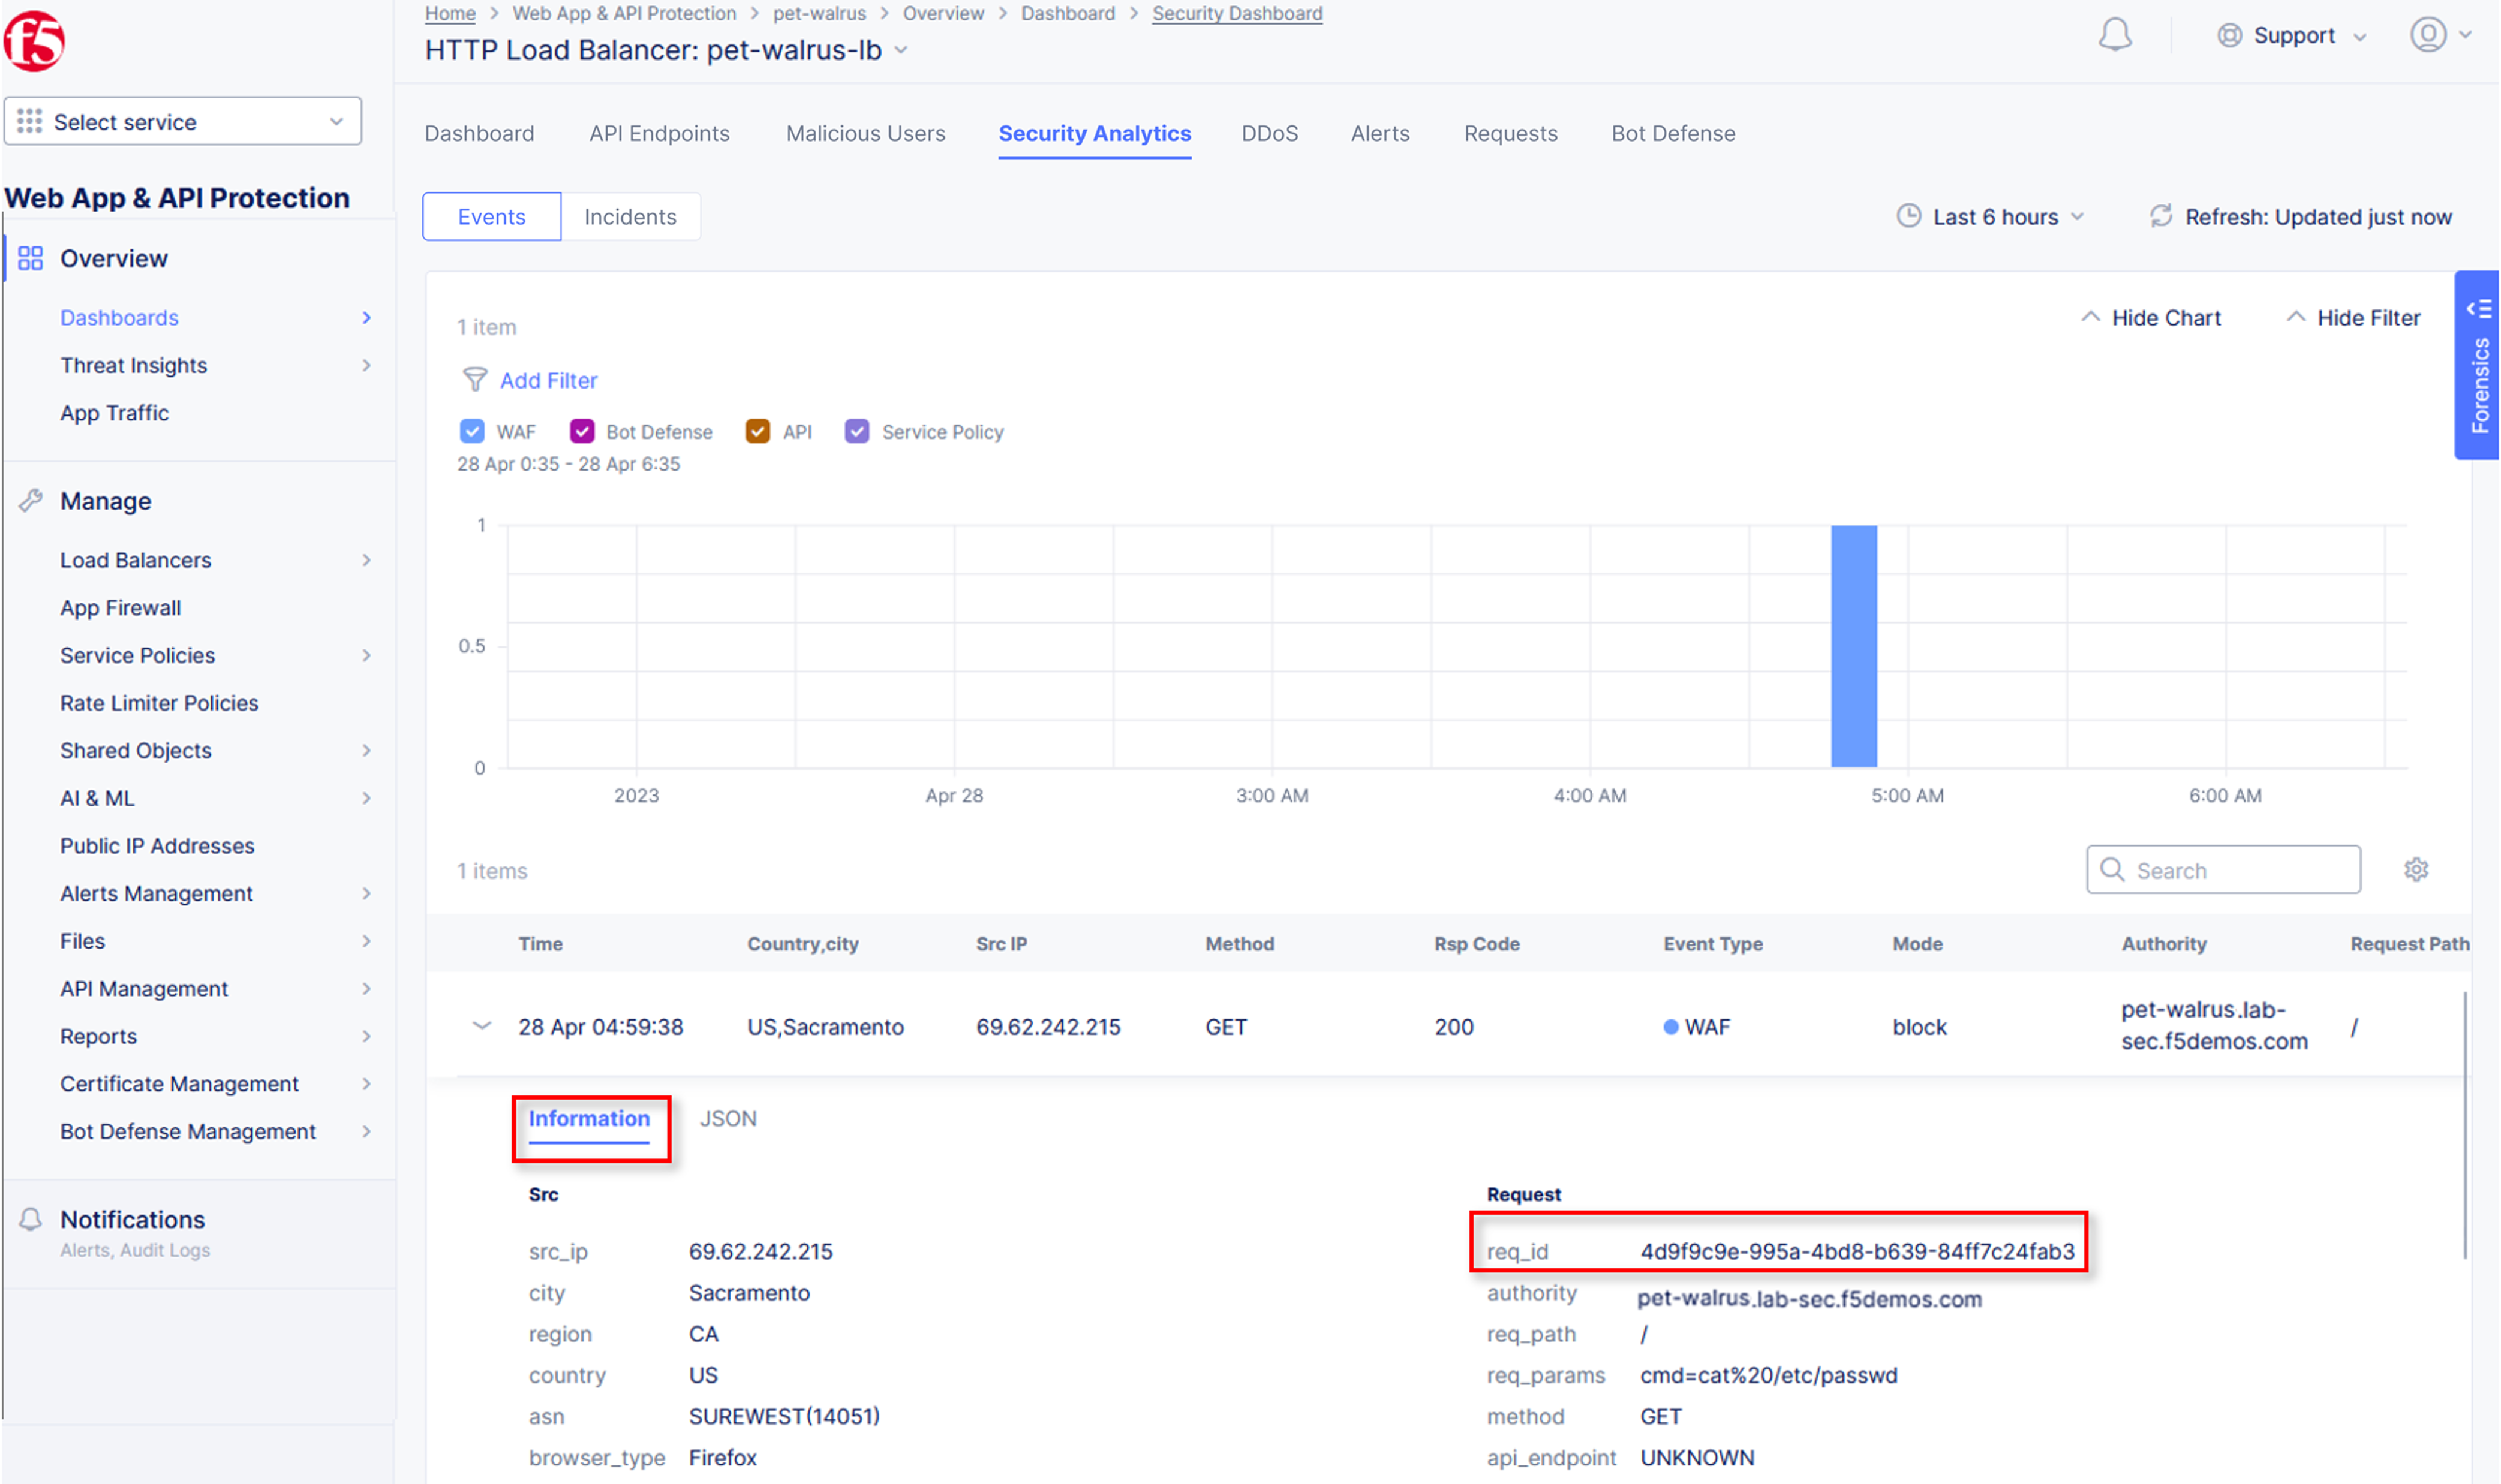 Home > Web App & API Protection > pet-walrus > Overview > Dashboard > Security Dashboard
HTTP Load Balancer: pet-walrus-lb
Support
f5
Select service
Web App & API Protection
Overview
Dashboards
Threat Insights
App Traffic
Manage
Load Balancers
App Firewall
Service Policies
Rate Limiter Policies
Shared Objects
AI & ML
Public IP Addresses
Alerts Management
Files
API Management
Reports
Certificate Management
Bot Defense Management
Notifications
Alerts, Audit Logs
Dashboard API Endpoints Malicious Users Security Analytics DDoS Alerts Requests Bot Defense
Events Incidents
Last 6 hours Refresh: Updated just now
1 item
Hide Chart Hide Filter
Forensics
Add Filter
WAF Bot Defense API Service Policy
28 Apr 0:35 - 28 Apr 6:35
1
0.5
0
2023 Apr 28 3:00 AM 4:00 AM 5:00 AM 6:00 AM
1 items
Search
Time Country,city Src IP Method Rsp Code Event Type Mode Authority Request Path
28 Apr 04:59:38 US,Sacramento 69.62.242.215 GET 200 WAF block pet-walrus.lab- /
sec.f5demos.com
Information JSON
Src
src_ip 69.62.242.215
city Sacramento
region CA
country US
asn SUREWEST(14051)
browser_type Firefox
Request
req_id 4d9f9c9e-995a-4bd8-b639-84ff7c24fab3
authority pet-walrus.lab-sec.f5demos.com
req_path /
req_params cmd=cat%20/etc/passwd
method GET
api_endpoint UNKNOWN